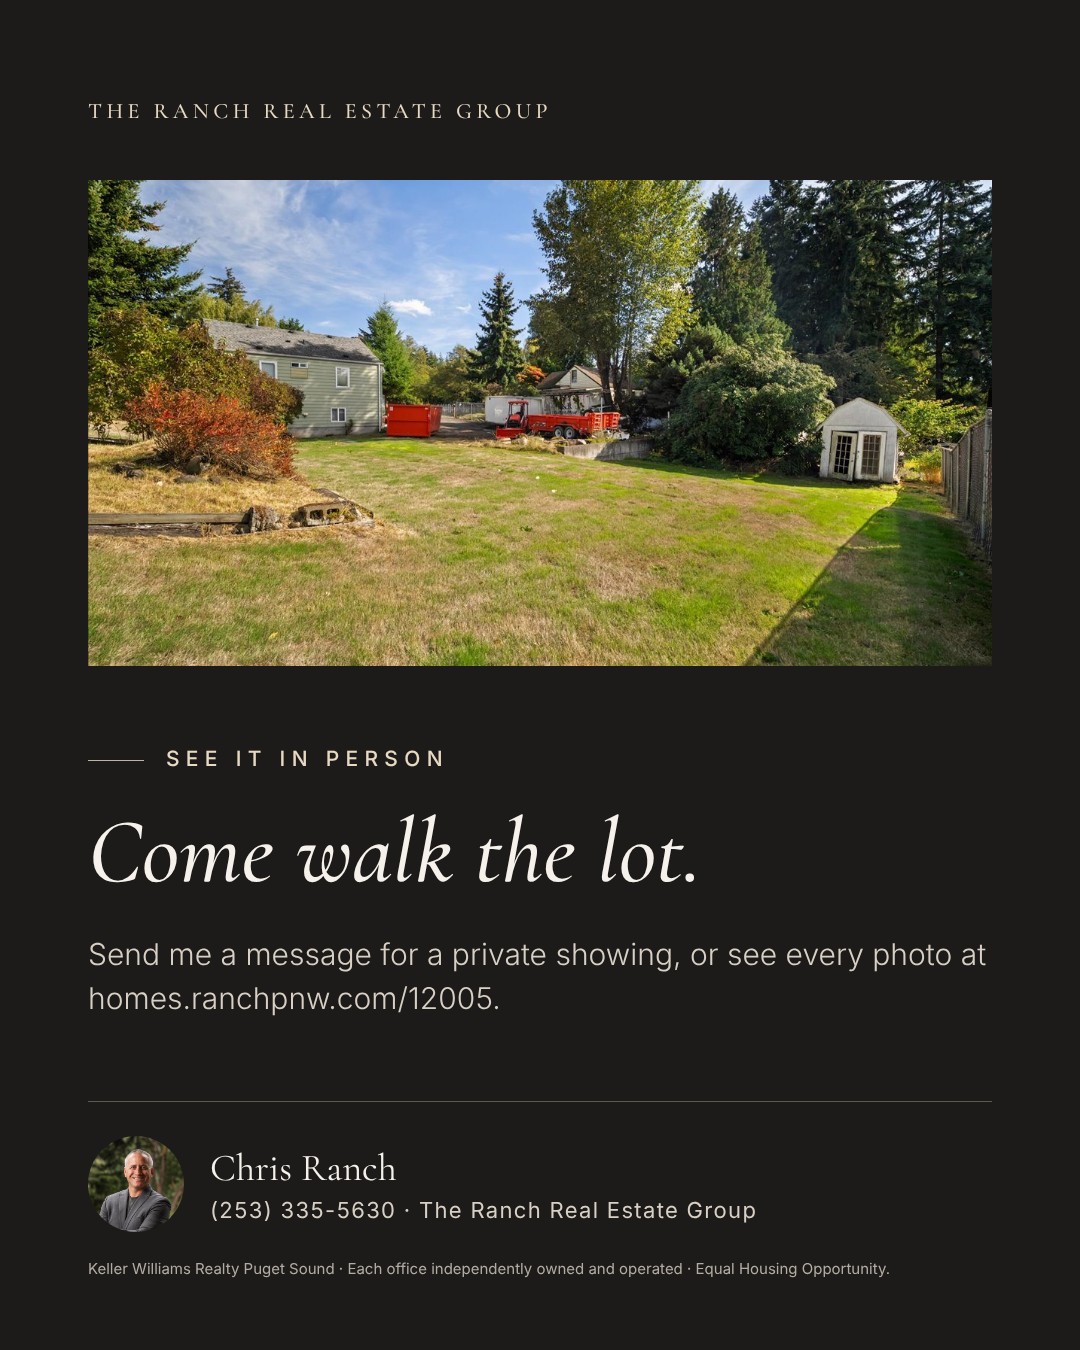 THE RANCH REAL ESTATE GROUP
SEE IT IN PERSON
Come walk the lot.
Send me a message for a private showing, or see every photo at
homes.ranchpnw.com/12005.
Chris Ranch
(253) 335-5630 · The Ranch Real Estate Group
Keller Williams Realty Puget Sound · Each office independently owned and operated · Equal Housing Opportunity.